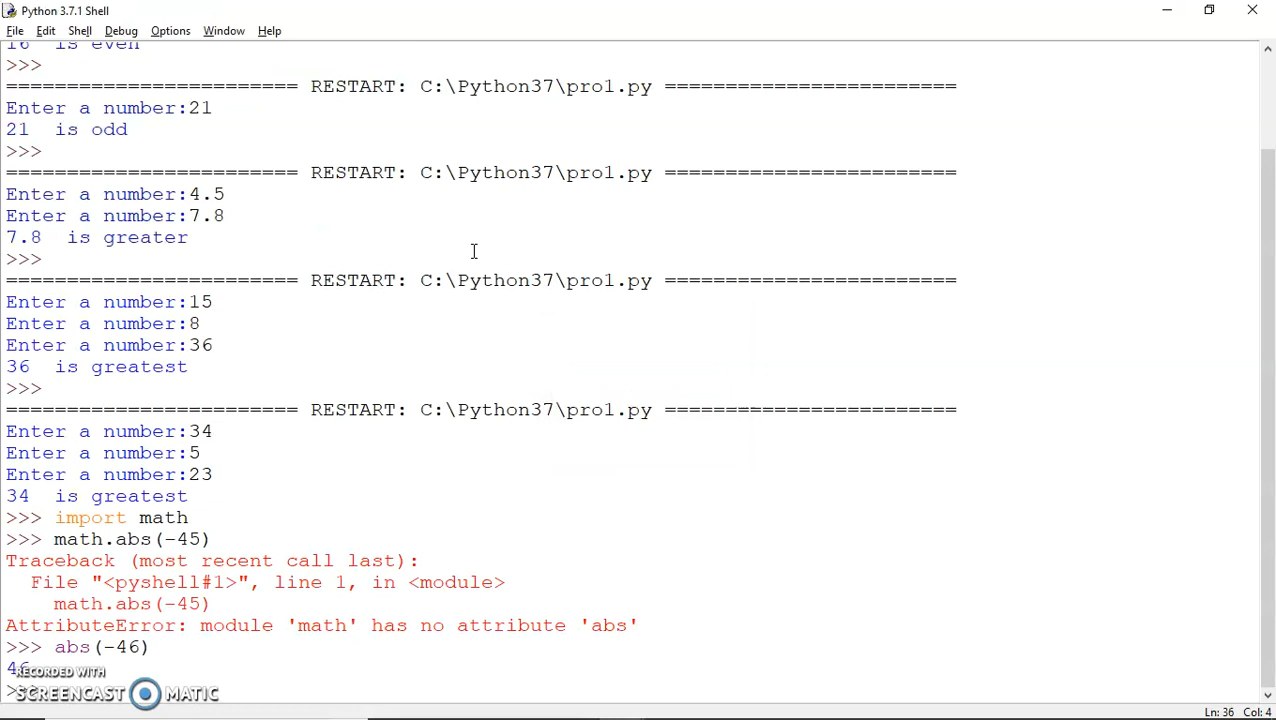 Python 3.7.1 Shell
File Edit Shell Debug Options Window Help
16 is even
>>>
======================== RESTART: C:\Python37\pro1.py ========================
Enter a number:21
21  is odd
>>>
======================== RESTART: C:\Python37\pro1.py ========================
Enter a number:4.5
Enter a number:7.8
7.8  is greater
>>>
======================== RESTART: C:\Python37\pro1.py ========================
Enter a number:15
Enter a number:8
Enter a number:36
36  is greatest
>>>
======================== RESTART: C:\Python37\pro1.py ========================
Enter a number:34
Enter a number:5
Enter a number:23
34  is greatest
>>> import math
>>> math.abs(-45)
Traceback (most recent call last):
  File "<pyshell#1>", line 1, in <module>
    math.abs(-45)
AttributeError: module 'math' has no attribute 'abs'
>>> abs(-46)
46
RECORDED WITH
>>>
SCREENCAST MATIC
Ln: 36 Col: 4